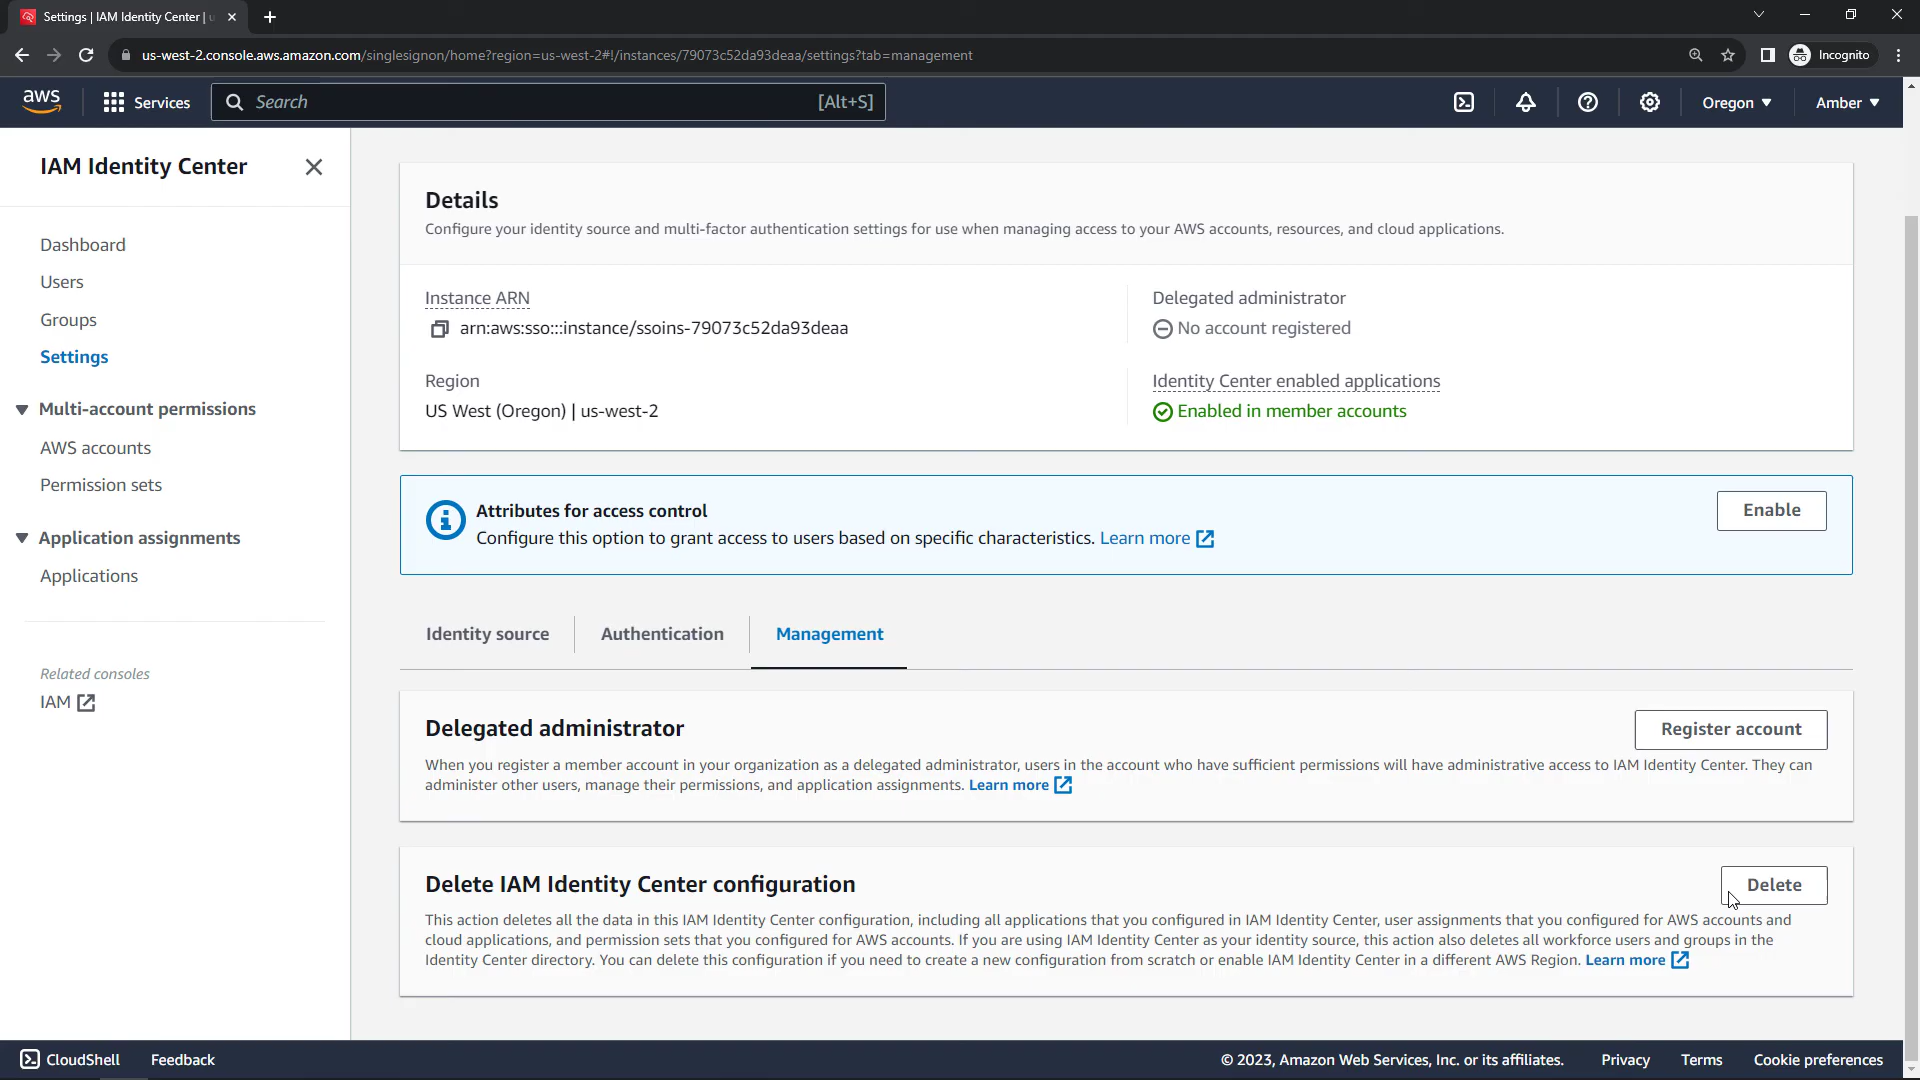 Settings | IAM Identity Center | u
us-west-2.console.aws.amazon.com/singlesignon/home?region=us-west-2#!/instances/79073c52da93deaa/settings?tab=management
Incognito
aws
Services
Search
[Alt+S]
Oregon
Amber
IAM Identity Center
Dashboard
Users
Groups
Settings
Multi-account permissions
AWS accounts
Permission sets
Application assignments
Applications
Related consoles
IAM
Details
Configure your identity source and multi-factor authentication settings for use when managing access to your AWS accounts, resources, and cloud applications.
Instance ARN
arn:aws:sso:::instance/ssoins-79073c52da93deaa
Delegated administrator
No account registered
Region
US West (Oregon) | us-west-2
Identity Center enabled applications
Enabled in member accounts
Attributes for access control
Configure this option to grant access to users based on specific characteristics. Learn more
Enable
Identity source
Authentication
Management
Delegated administrator
Register account
When you register a member account in your organization as a delegated administrator, users in the account who have sufficient permissions will have administrative access to IAM Identity Center. They can
administer other users, manage their permissions, and application assignments. Learn more
Delete IAM Identity Center configuration
Delete
This action deletes all the data in this IAM Identity Center configuration, including all applications that you configured in IAM Identity Center, user assignments that you configured for AWS accounts and
cloud applications, and permission sets that you configured for AWS accounts. If you are using IAM Identity Center as your identity source, this action also deletes all workforce users and groups in the
Identity Center directory. You can delete this configuration if you need to create a new configuration from scratch or enable IAM Identity Center in a different AWS Region. Learn more
CloudShell
Feedback
© 2023, Amazon Web Services, Inc. or its affiliates.
Privacy
Terms
Cookie preferences